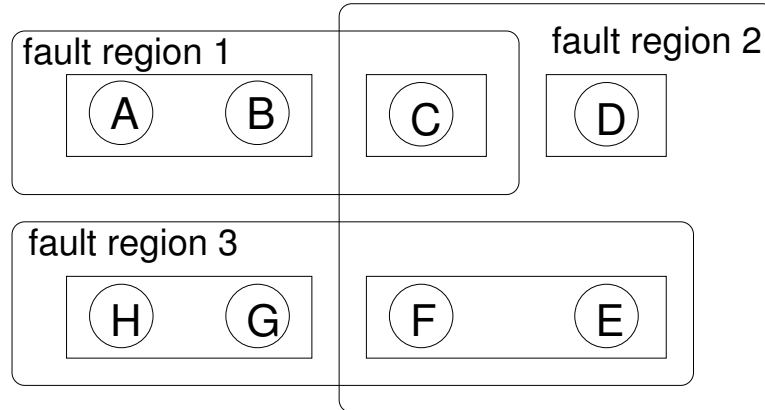 fault region 1
fault region 2
A B C D
fault region 3
H G F E